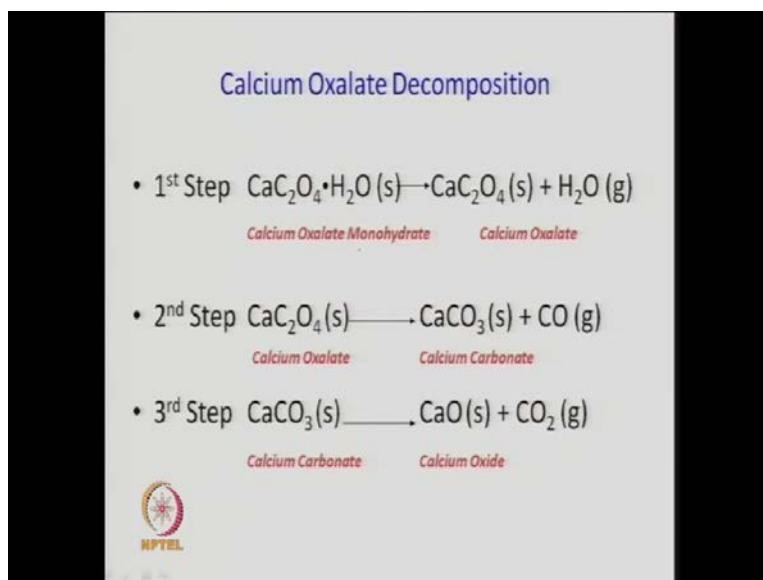 Calcium Oxalate Decomposition
• 1st Step CaC₂O₄•H₂O (s) → CaC₂O₄ (s) + H₂O (g)
Calcium Oxalate Monohydrate Calcium Oxalate
• 2nd Step CaC₂O₄ (s) → CaCO₃ (s) + CO (g)
Calcium Oxalate Calcium Carbonate
• 3rd Step CaCO₃ (s) → CaO (s) + CO₂ (g)
Calcium Carbonate Calcium Oxide
NPTEL